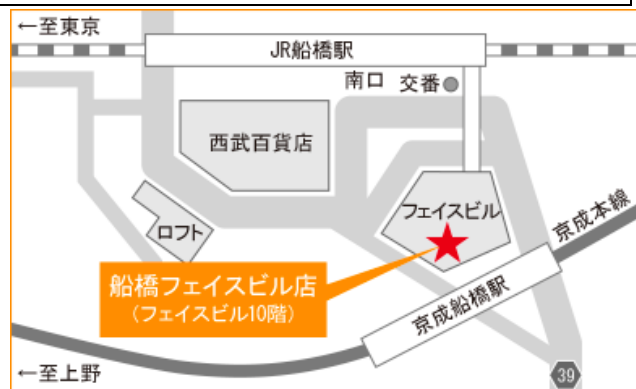 ←至東京
JR船橋駅
南口
交番
西武百貨店
フェイスビル
ロフト
京成本線
船橋フェイスビル店
(フェイスビル10階)
京成船橋駅
←至上野
39